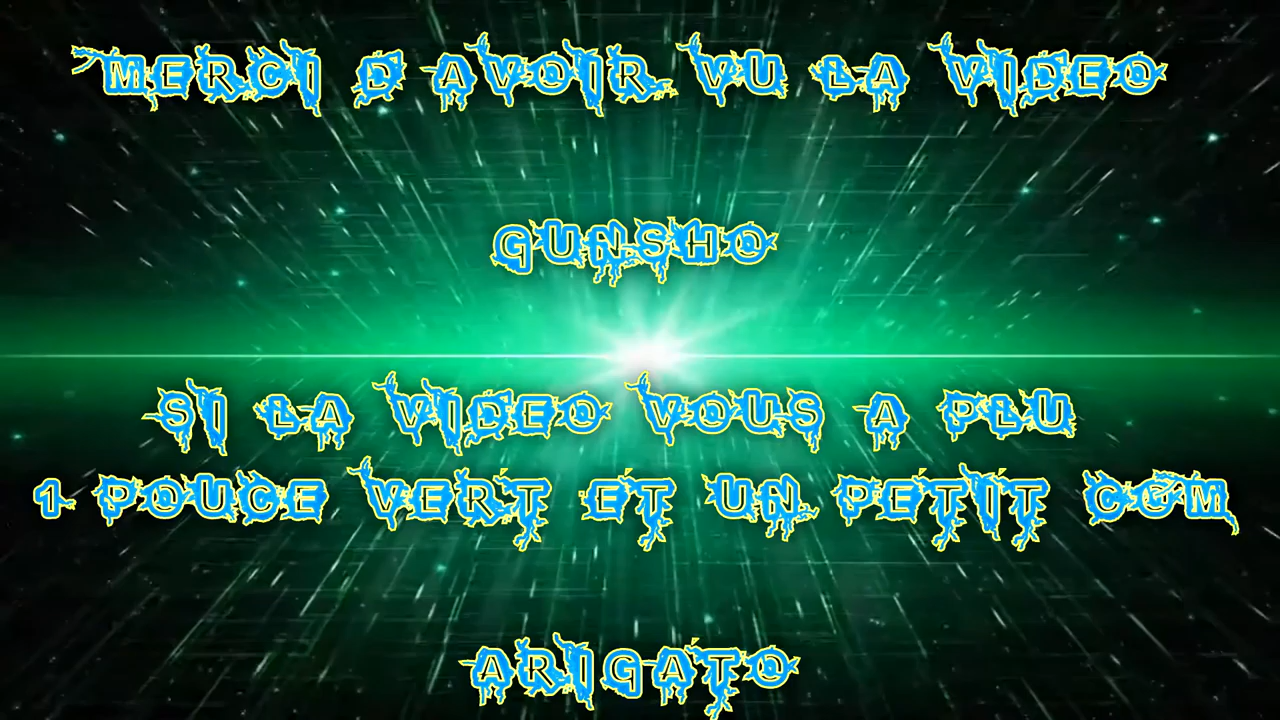 MERCI D AVOIR VU LA VIDEO
GUNSHO
SI LA VIDEO VOUS A PLU
1 POUCE VERT ET UN PETIT COM
ARIGATO